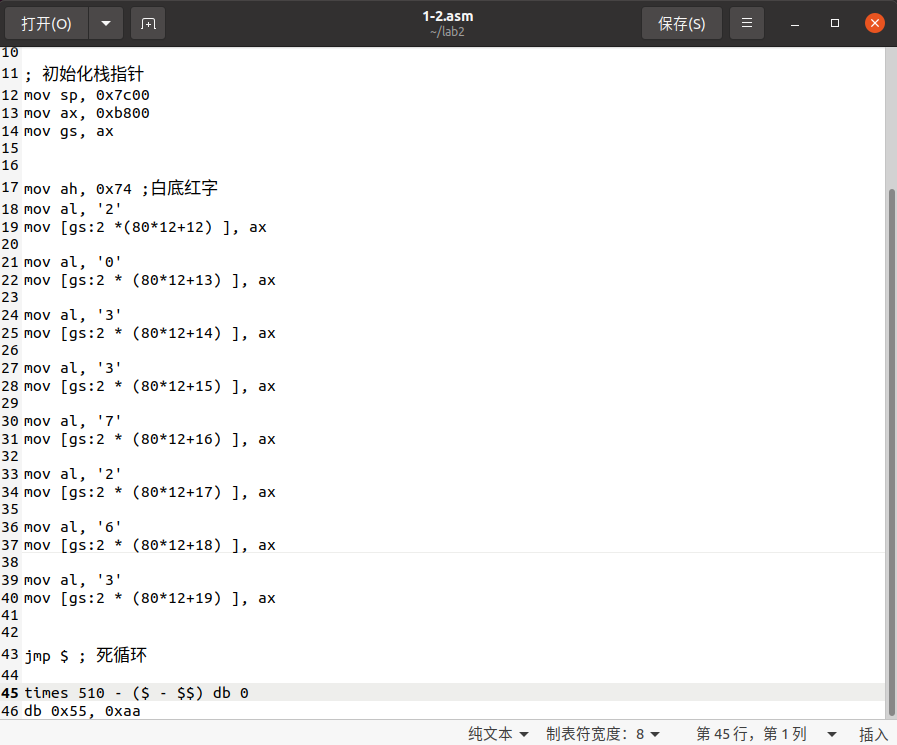 打开(O)
1-2.asm
~/lab2
保存(S)
10
11 ; 初始化栈指针
12 mov sp, 0x7c00
13 mov ax, 0xb800
14 mov gs, ax
15
16
17 mov ah, 0x74 ;白底红字
18 mov al, '2'
19 mov [gs:2 *(80*12+12) ], ax
20
21 mov al, '0'
22 mov [gs:2 * (80*12+13) ], ax
23
24 mov al, '3'
25 mov [gs:2 * (80*12+14) ], ax
26
27 mov al, '3'
28 mov [gs:2 * (80*12+15) ], ax
29
30 mov al, '7'
31 mov [gs:2 * (80*12+16) ], ax
32
33 mov al, '2'
34 mov [gs:2 * (80*12+17) ], ax
35
36 mov al, '6'
37 mov [gs:2 * (80*12+18) ], ax
38
39 mov al, '3'
40 mov [gs:2 * (80*12+19) ], ax
41
42
43 jmp $ ; 死循环
44
45 times 510 - ($ - $$) db 0
46 db 0x55, 0xaa
纯文本 制表符宽度：8 第 45 行，第 1 列 插入